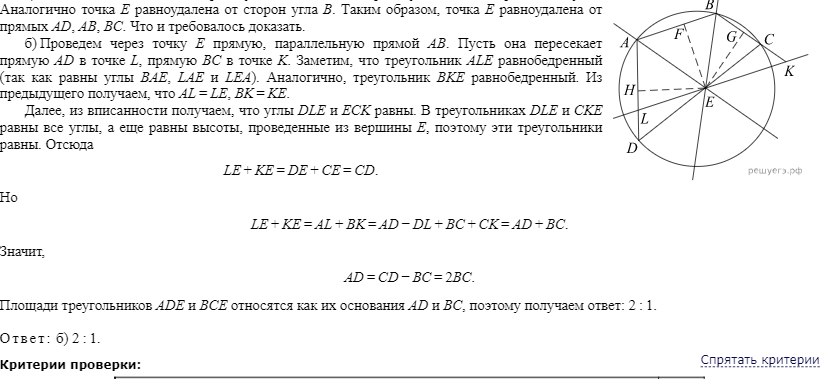 Аналогично точка E равноудалена от сторон угла B. Таким образом, точка E равноудалена от
прямых AD, AB, BC. Что и требовалось доказать.
б) Проведем через точку E прямую, параллельную прямой AB. Пусть она пересекает
прямую AD в точке L, прямую BC в точке K. Заметим, что треугольник ALE равнобедренный
(так как равны углы BAE, LAE и LEA). Аналогично, треугольник BKE равнобедренный. Из
предыдущего получаем, что AL = LE, BK = KE.
Далее, из вписанности получаем, что углы DLE и ECK равны. В треугольниках DLE и CKE
равны все углы, а еще равны высоты, проведенные из вершины E, поэтому эти треугольники
равны. Отсюда
LE + KE = DE + CE = CD.
Но
LE + KE = AL + BK = AD − DL + BC + CK = AD + BC.
Значит,
AD = CD − BC = 2BC.
Площади треугольников ADE и BCE относятся как их основания AD и BC, поэтому получаем ответ: 2 : 1.
Ответ: б) 2 : 1.
Критерии проверки:
Спрятать критерии
B
A
F
G
C
K
H
E
L
D
решуегэ.рф